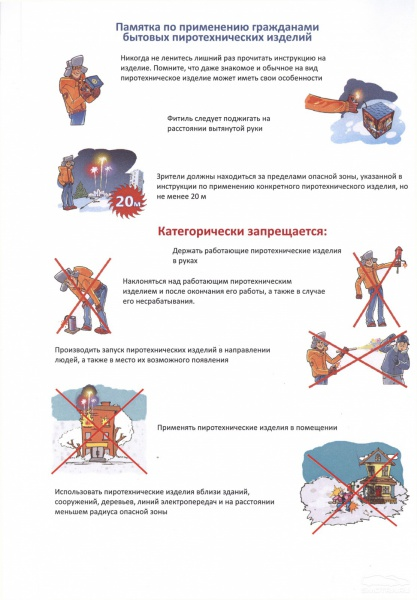 Памятка по применению гражданами
бытовых пиротехнических изделий
Никогда не ленитесь лишний раз прочитать инструкцию на
изделие. Помните, что даже знакомое и обычное на вид
пиротехническое изделие может иметь свои особенности
Фитиль следует поджигать на
расстоянии вытянутой руки
Зрители должны находиться за пределами опасной зоны, указанной в
инструкции по применению конкретного пиротехнического изделия, но
не менее 20 м
20м
Категорически запрещается:
Держать работающие пиротехнические изделия
в руках
Наклоняться над работающим пиротехническим
изделием и после окончания его работы, а также в случае
его несрабатывания.
Производить запуск пиротехнических изделий в направлении
людей, а также в место их возможного появления
Применять пиротехнические изделия в помещении
Использовать пиротехнические изделия вблизи зданий,
сооружений, деревьев, линий электропередач и на расстоянии
меньшем радиуса опасной зоны